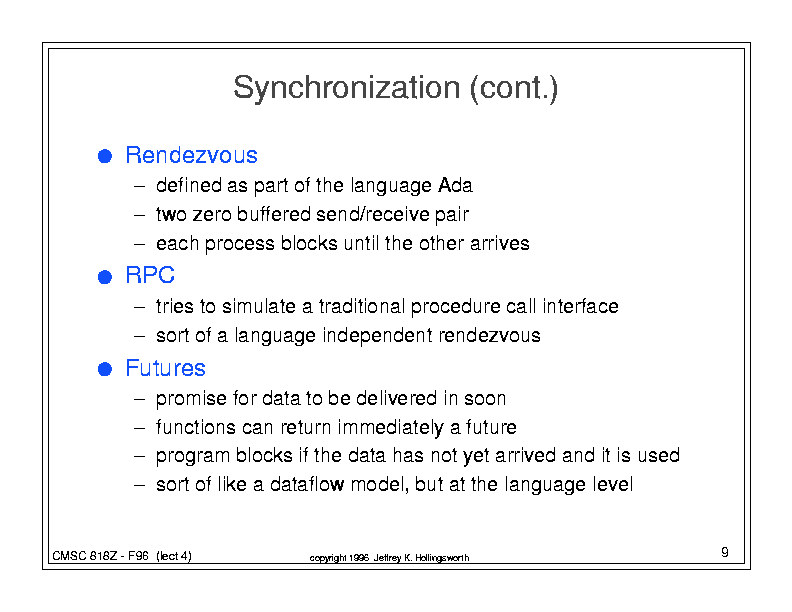 Synchronization (cont.)
● Rendezvous
– defined as part of the language Ada
– two zero buffered send/receive pair
– each process blocks until the other arrives
● RPC
– tries to simulate a traditional procedure call interface
– sort of a language independent rendezvous
● Futures
– promise for data to be delivered in soon
– functions can return immediately a future
– program blocks if the data has not yet arrived and it is used
– sort of like a dataflow model, but at the language level
CMSC 818Z - F96 (lect 4)
copyright 1996 Jeffrey K. Hollingsworth
9